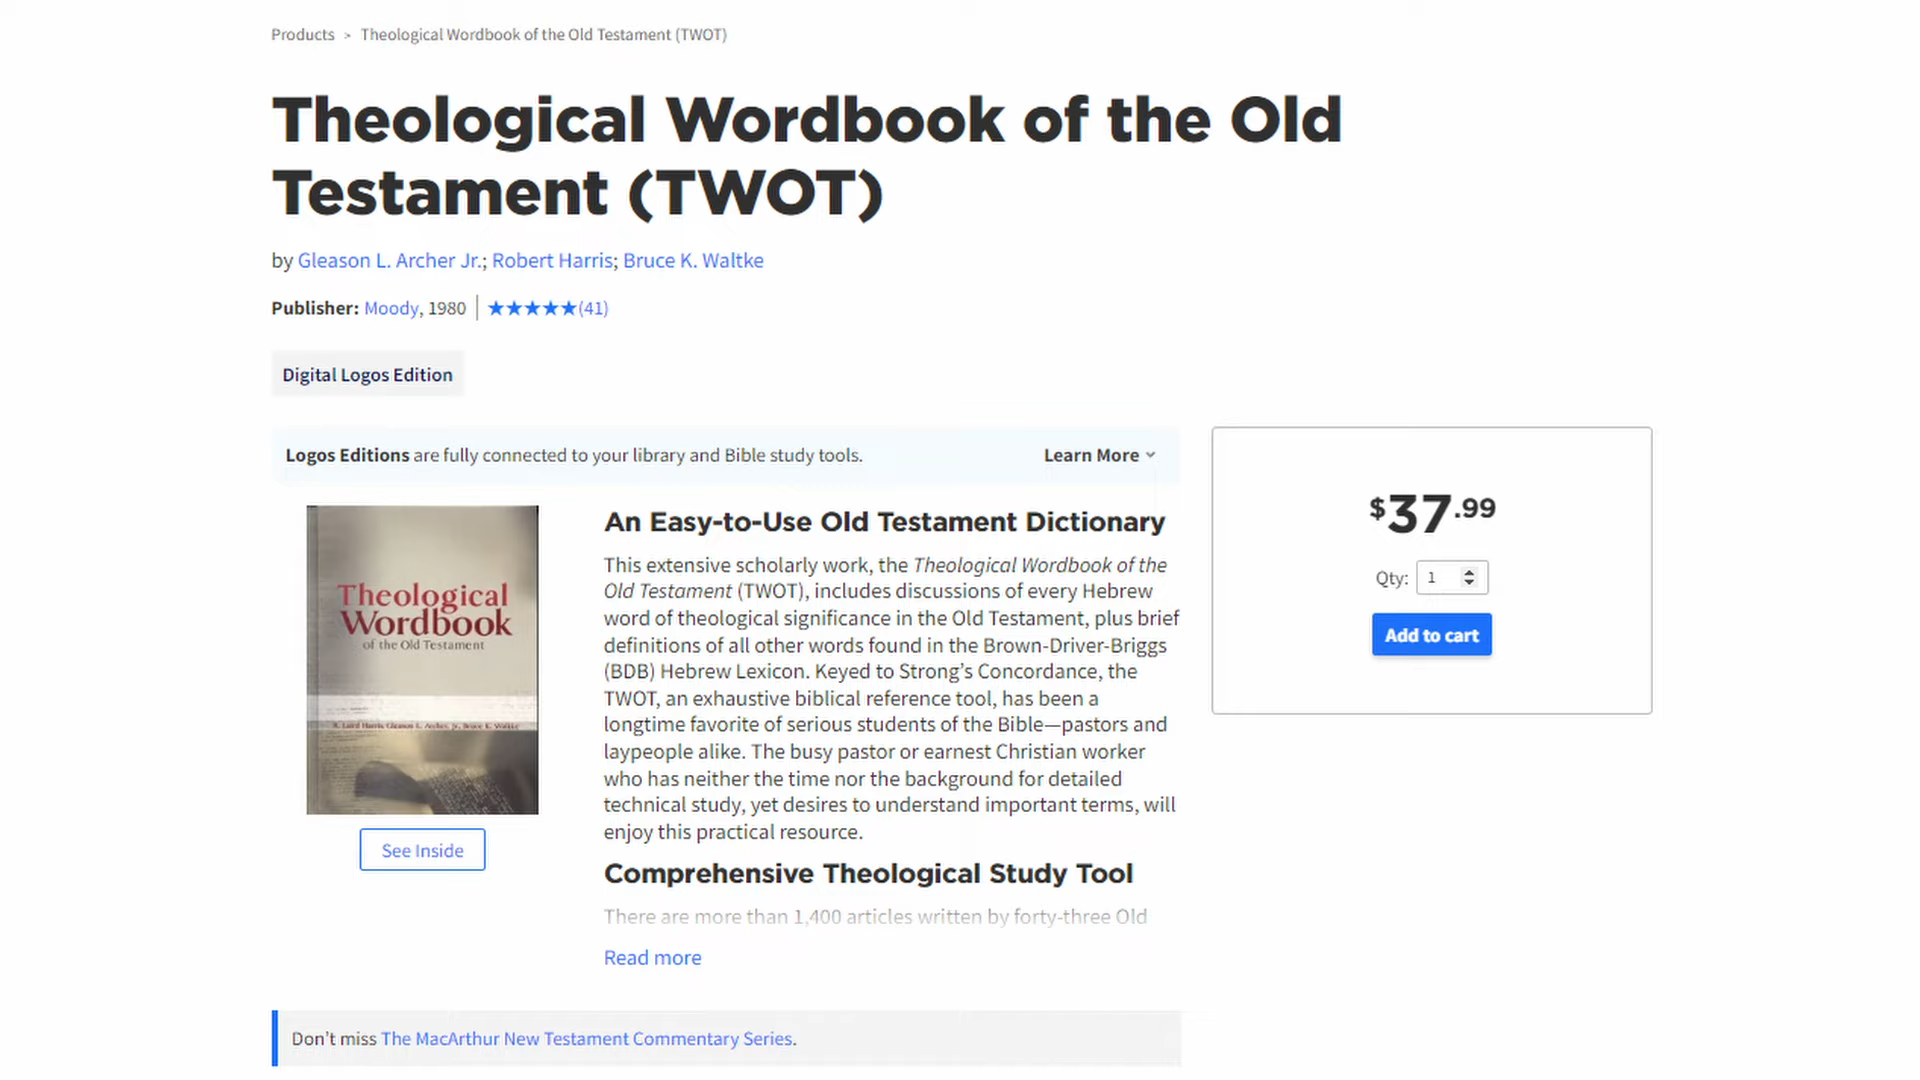 Products > Theological Wordbook of the Old Testament (TWOT)
Theological Wordbook of the Old
Testament (TWOT)
by Gleason L. Archer Jr.; Robert Harris; Bruce K. Waltke
Publisher: Moody, 1980 | ★★★★★(41)
Digital Logos Edition
Logos Editions are fully connected to your library and Bible study tools.
Learn More
Theological
Wordbook
of the Old Testament
R. Laird Harris, Gleason L. Archer, Jr., Bruce K. Waltke
See Inside
An Easy-to-Use Old Testament Dictionary
This extensive scholarly work, the Theological Wordbook of the
Old Testament (TWOT), includes discussions of every Hebrew
word of theological significance in the Old Testament, plus brief
definitions of all other words found in the Brown-Driver-Briggs
(BDB) Hebrew Lexicon. Keyed to Strong’s Concordance, the
TWOT, an exhaustive biblical reference tool, has been a
longtime favorite of serious students of the Bible—pastors and
laypeople alike. The busy pastor or earnest Christian worker
who has neither the time nor the background for detailed
technical study, yet desires to understand important terms, will
enjoy this practical resource.
Comprehensive Theological Study Tool
There are more than 1,400 articles written by forty-three Old
Read more
$37.99
Qty: 1
Add to cart
Don’t miss The MacArthur New Testament Commentary Series.